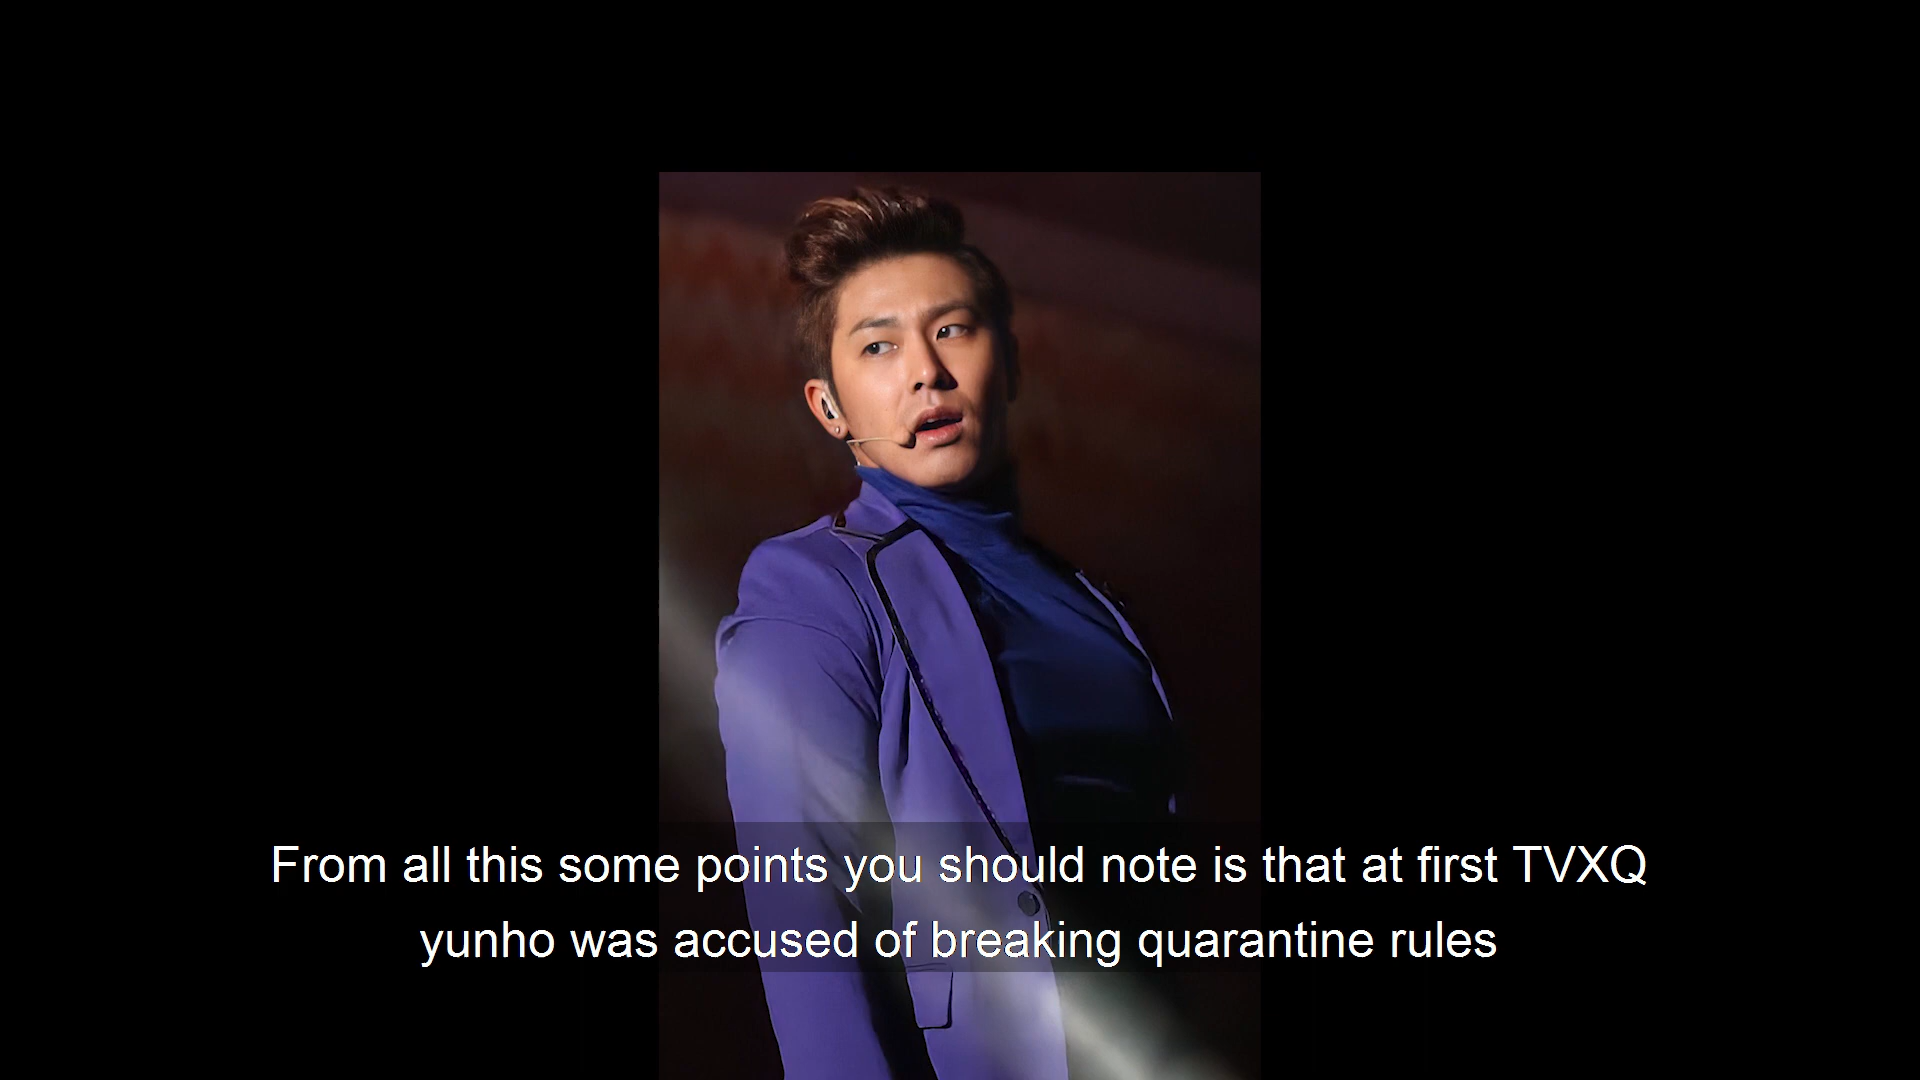 From all this some points you should note is that at first TVXQ
yunho was accused of breaking quarantine rules